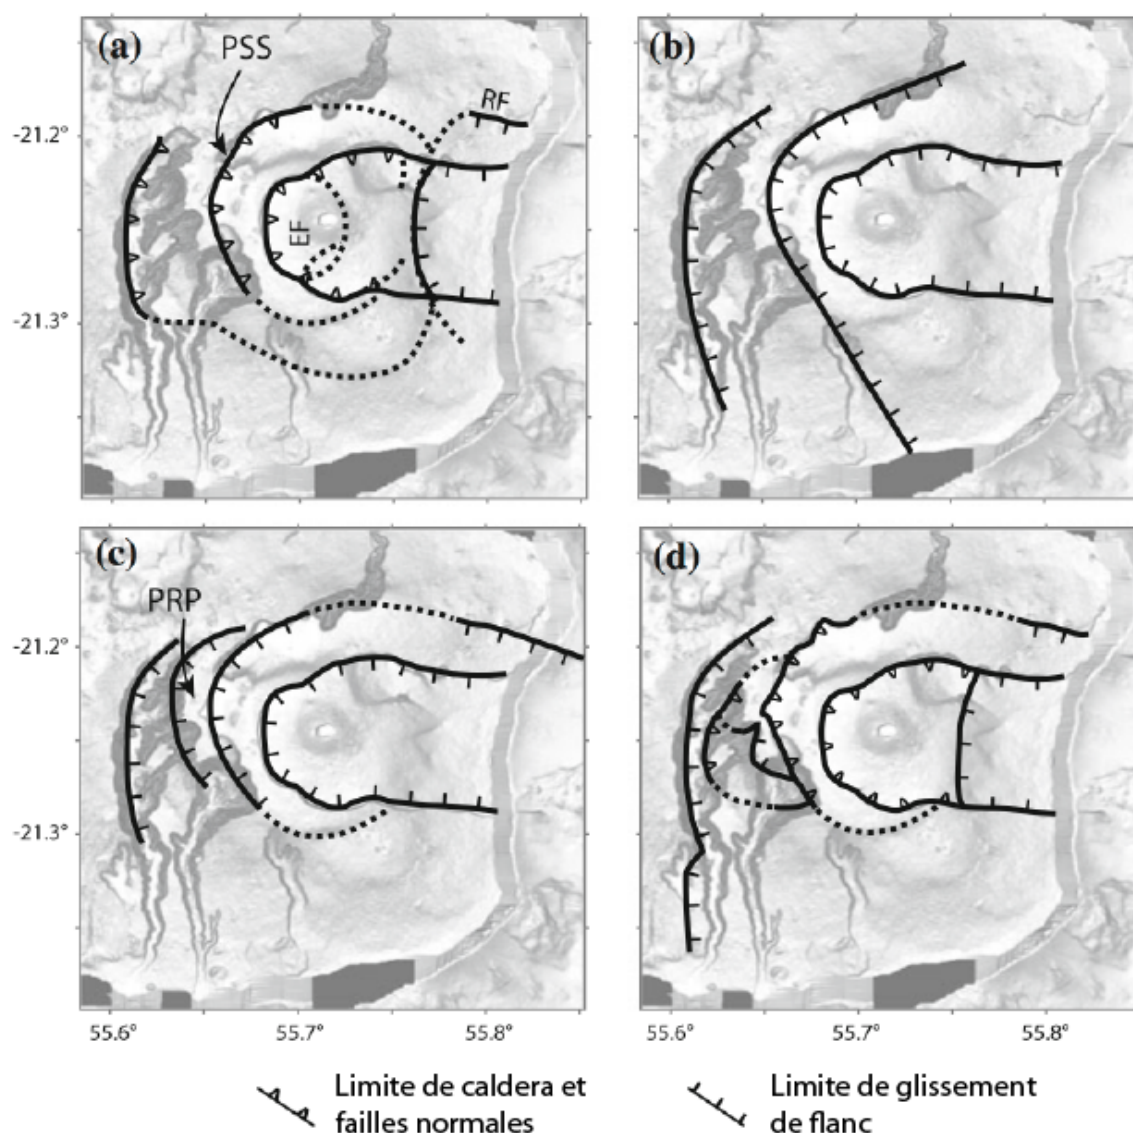 (a)
PSS
RF
EF
-21.2°
-21.3°
(b)
(c)
PRP
-21.2°
-21.3°
55.6°
55.7°
55.8°
(d)
55.6°
55.7°
55.8°
Limite de caldera et
failles normales
Limite de glissement
de flanc